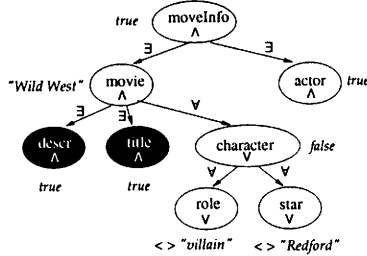 true moveInfo
∧
∃ ∃
"Wild West" movie actor true
∧ ∧
∃ ∃ ∀
descr title character false
∧ ∧ ∨
true true ∀ ∀
role star
∨ ∨
< > "villain" < > "Redford"